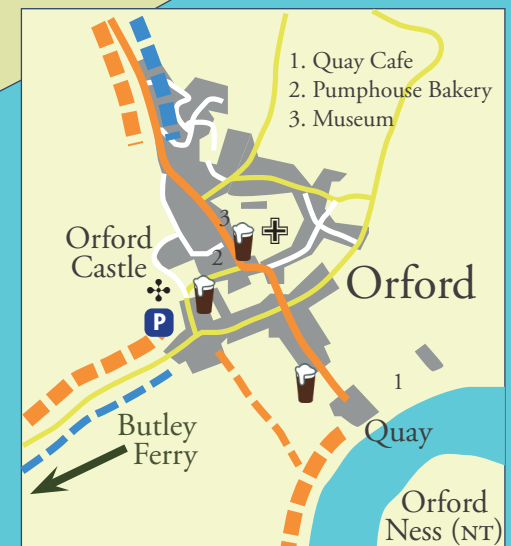 1. Quay Cafe
2. Pumphouse Bakery
3. Museum
3
Orford
Castle
2
P
Orford
1
Butley
Ferry
Quay
Orford
Ness (NT)